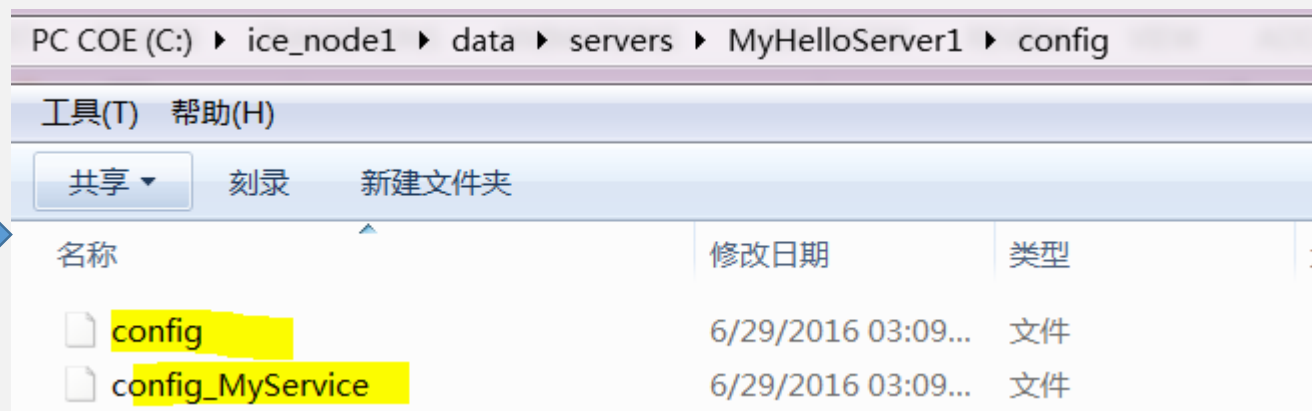 PC COE (C:) ▸ ice_node1 ▸ data ▸ servers ▸ MyHelloServer1 ▸ config
工具(T) 帮助(H)
共享 刻录 新建文件夹
名称 修改日期 类型
config 6/29/2016 03:09... 文件
config_MyService 6/29/2016 03:09... 文件